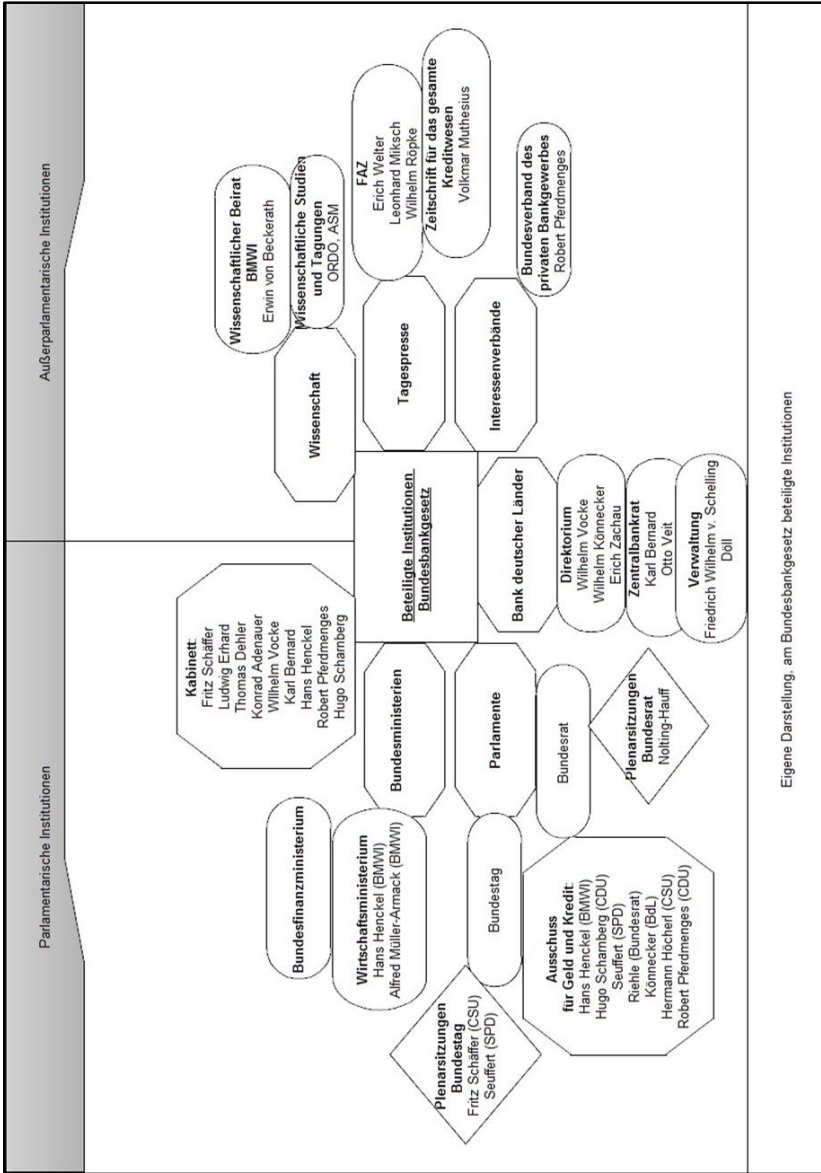 Parlamentarische Institutionen
Außerparlamentarische Institutionen
Kabinett:
Fritz Schäffer
Ludwig Erhard
Thomas Dehler
Konrad Adenauer
WIlhelm Vocke
Karl Bernard
Hans Henckel
Robert Pferdmenges
Hugo Scharnberg
Bundesfinanzministerium
Wirtschaftsministerium
Hans Henckel (BMWI)
Alfred Müller-Armack (BMWI)
Bundesministerien
Plenarsitzungen
Bundestag
Fritz Schäffer (CSU)
Seuffert (SPD)
Bundestag
Parlamente
Bundesrat
Ausschuss
für Geld und Kredit:
Hans Henckel (BMWI)
Hugo Scharnberg (CDU)
Seuffert (SPD)
Riehle (Bundesrat)
Könnecker (BdL)
Hermann Höcherl (CSU)
Robert Pferdmenges (CDU)
Plenarsitzungen
Bundesrat
Nolting-Hauff
Beteiligte Institutionen
Bundesbankgesetz
Bank deutscher Länder
Direktorium
Wilhelm Vocke
Wilhelm Könnecker
Erich Zachau
Zentralbankrat
Karl Bernard
Otto Veit
Verwaltung
Friedrich Wilhelm v. Schelling
Döll
Wissenschaft
Wissenschaftlicher Beirat
BMWI
Erwin von Beckerath
Wissenschaftliche Studien
und Tagungen
ORDO, ASM
Tagespresse
FAZ
Erich Welter
Leonhard Miksch
Wilhelm Röpke
Zeitschrift für das gesamte
Kreditwesen
Volkmar Muthesius
Interessenverbände
Bundesverband des
privaten Bankgewerbes
Robert Pferdmenges
Eigene Darstellung, am Bundesbankgesetz beteiligte Institutionen